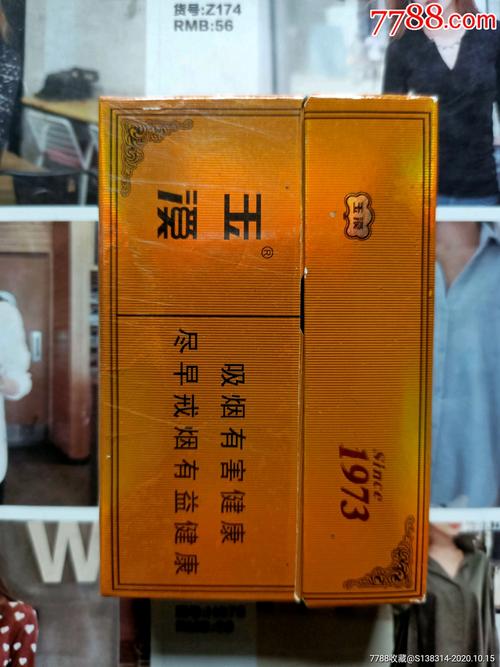 货号:Z174
RMB:56
7788.com
玉溪
Since
1973
玉溪®
吸烟有害健康
尽早戒烟有益健康
W
7788收藏@S138314-2020.10.15